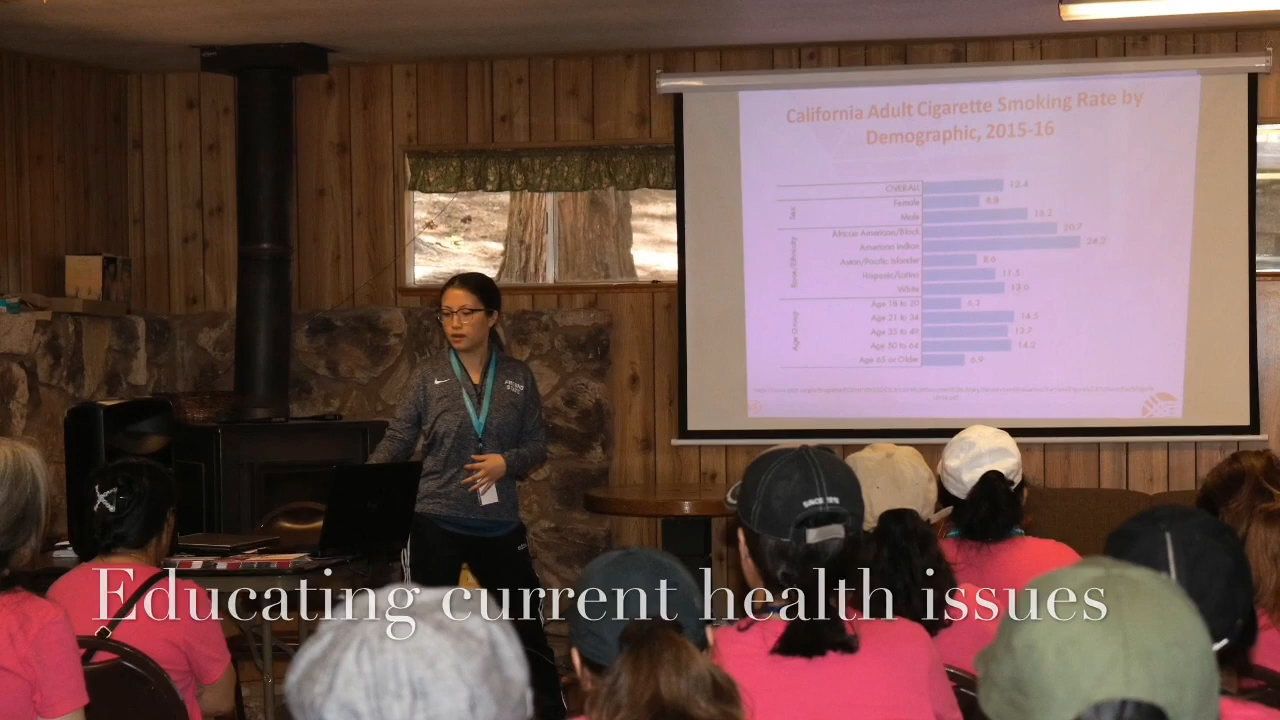 California Adult Cigarette Smoking Rate by
Demographic, 2015-16
OVERALL 12.4
Sex
Female 8.8
Male 16.2
Race/Ethnicity
African American/Black 20.7
American Indian 24.2
Asian/Pacific Islander 8.6
Hispanic/Latino 11.5
White 13.0
Age Group
Age 18 to 20 6.3
Age 21 to 34 14.5
Age 35 to 49 13.7
Age 50 to 64 14.2
Age 65 or Older 6.9
FRESNO
STATE
SINCE
Educating current health issues